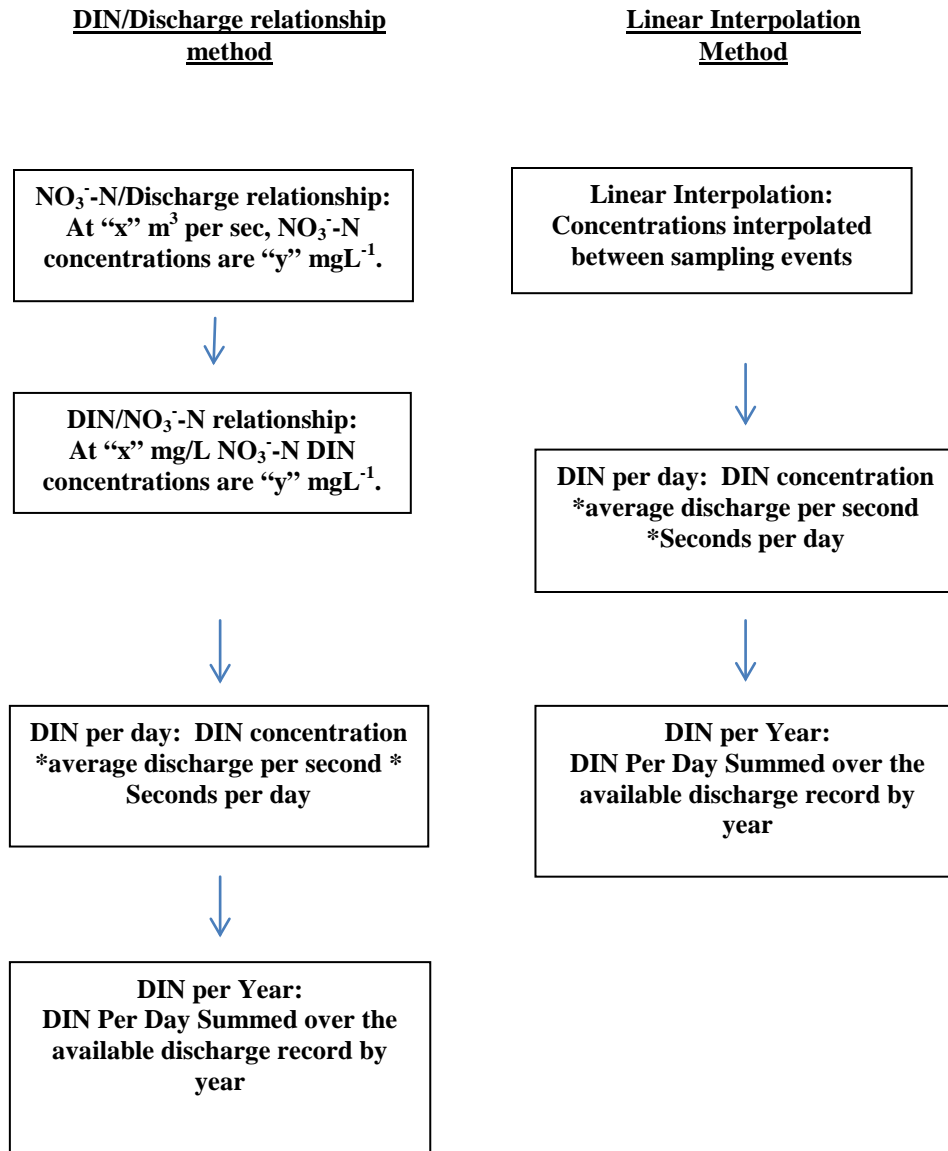 DIN/Discharge relationship
method
NO₃⁻-N/Discharge relationship:
At “x” m³ per sec, NO₃⁻-N
concentrations are “y” mgL⁻¹.
DIN/NO₃⁻-N relationship:
At “x” mg/L NO₃⁻-N DIN
concentrations are “y” mgL⁻¹.
DIN per day: DIN concentration
*average discharge per second *
Seconds per day
DIN per Year:
DIN Per Day Summed over the
available discharge record by
year
Linear Interpolation
Method
Linear Interpolation:
Concentrations interpolated
between sampling events
DIN per day: DIN concentration
*average discharge per second
*Seconds per day
DIN per Year:
DIN Per Day Summed over the
available discharge record by
year